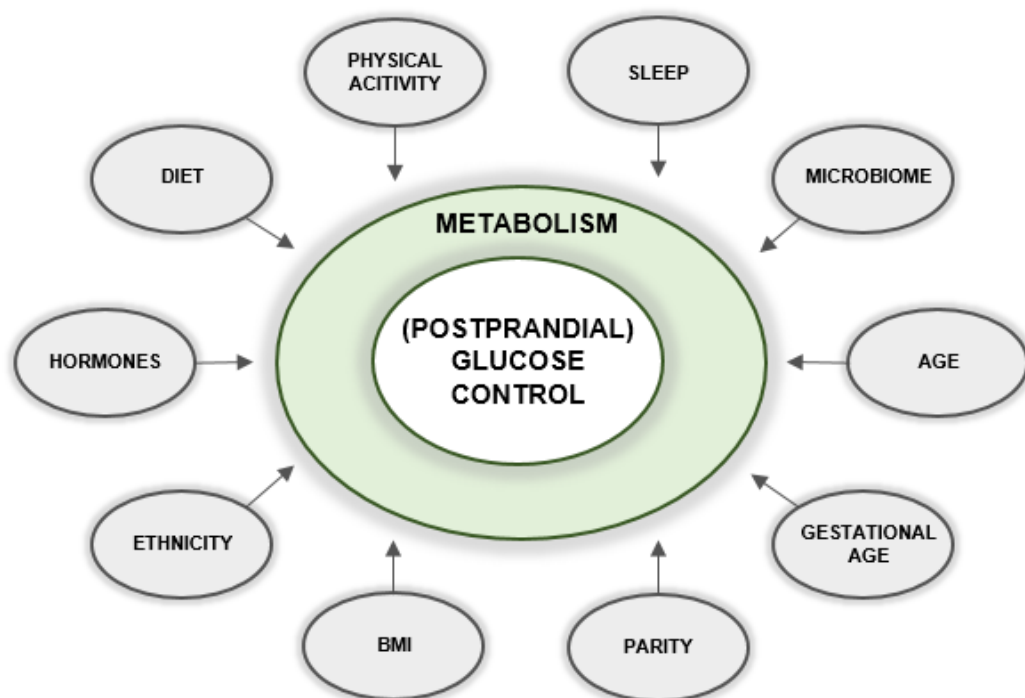 PHYSICAL
ACITIVITY
SLEEP
DIET
MICROBIOME
METABOLISM
(POSTPRANDIAL)
GLUCOSE
CONTROL
HORMONES
AGE
ETHNICITY
GESTATIONAL
AGE
BMI
PARITY